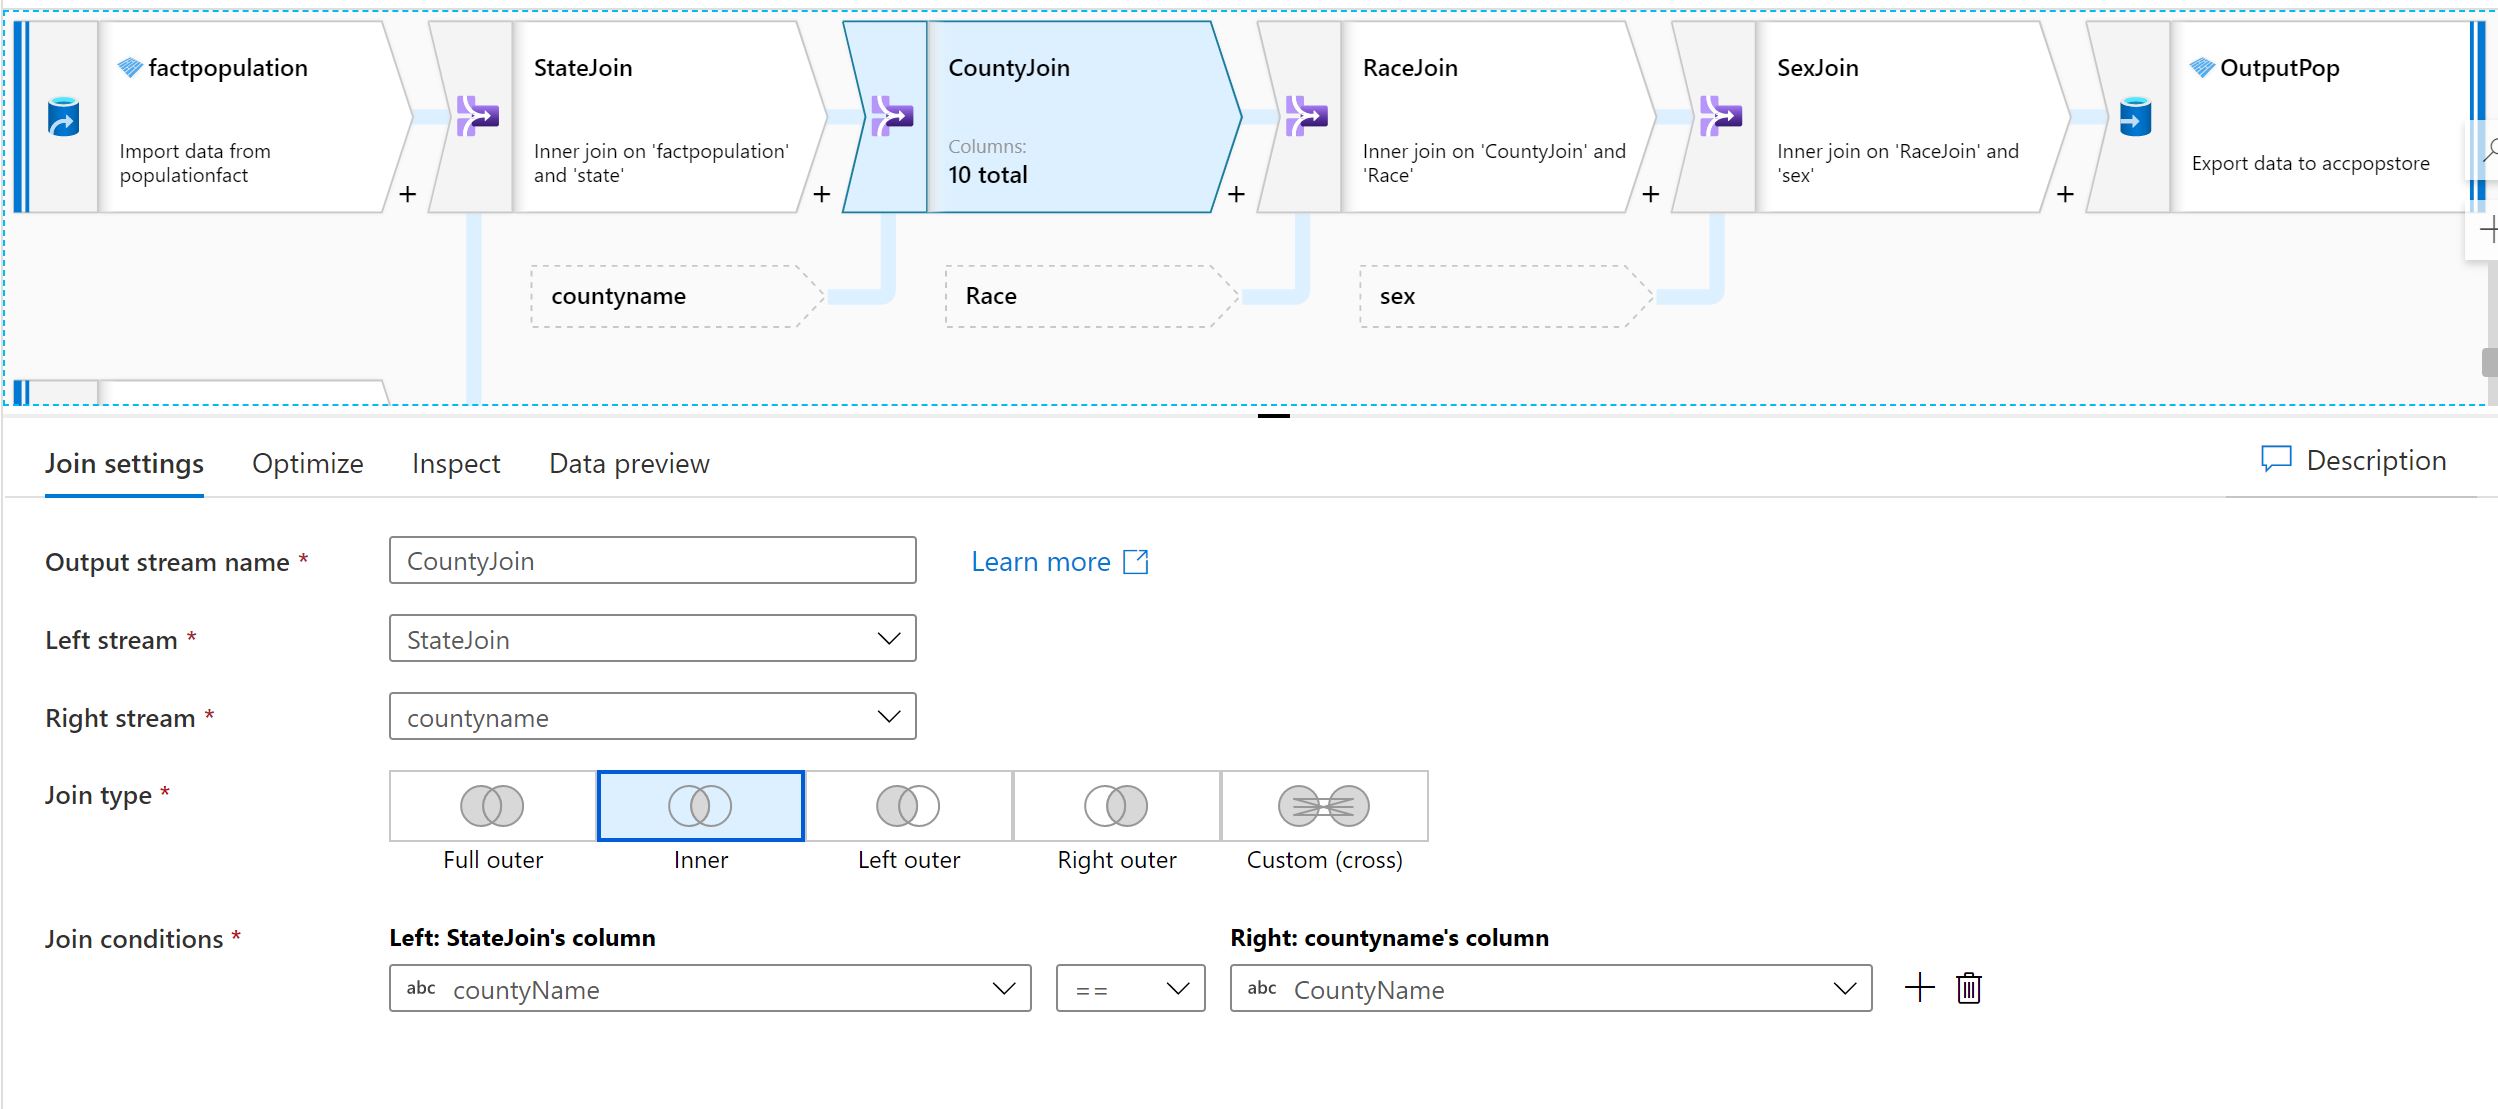 factpopulation
Import data from
populationfact
+
StateJoin
Inner join on 'factpopulation'
and 'state'
+
CountyJoin
Columns:
10 total
+
RaceJoin
Inner join on 'CountyJoin' and
'Race'
+
SexJoin
Inner join on 'RaceJoin' and
'sex'
+
OutputPop
Export data to accpopstore
countyname
Race
sex
Join settings
Optimize
Inspect
Data preview
Description
Output stream name *
CountyJoin
Learn more
Left stream *
StateJoin
Right stream *
countyname
Join type *
Full outer
Inner
Left outer
Right outer
Custom (cross)
Join conditions *
Left: StateJoin's column
Right: countyname's column
abc countyName
==
abc CountyName